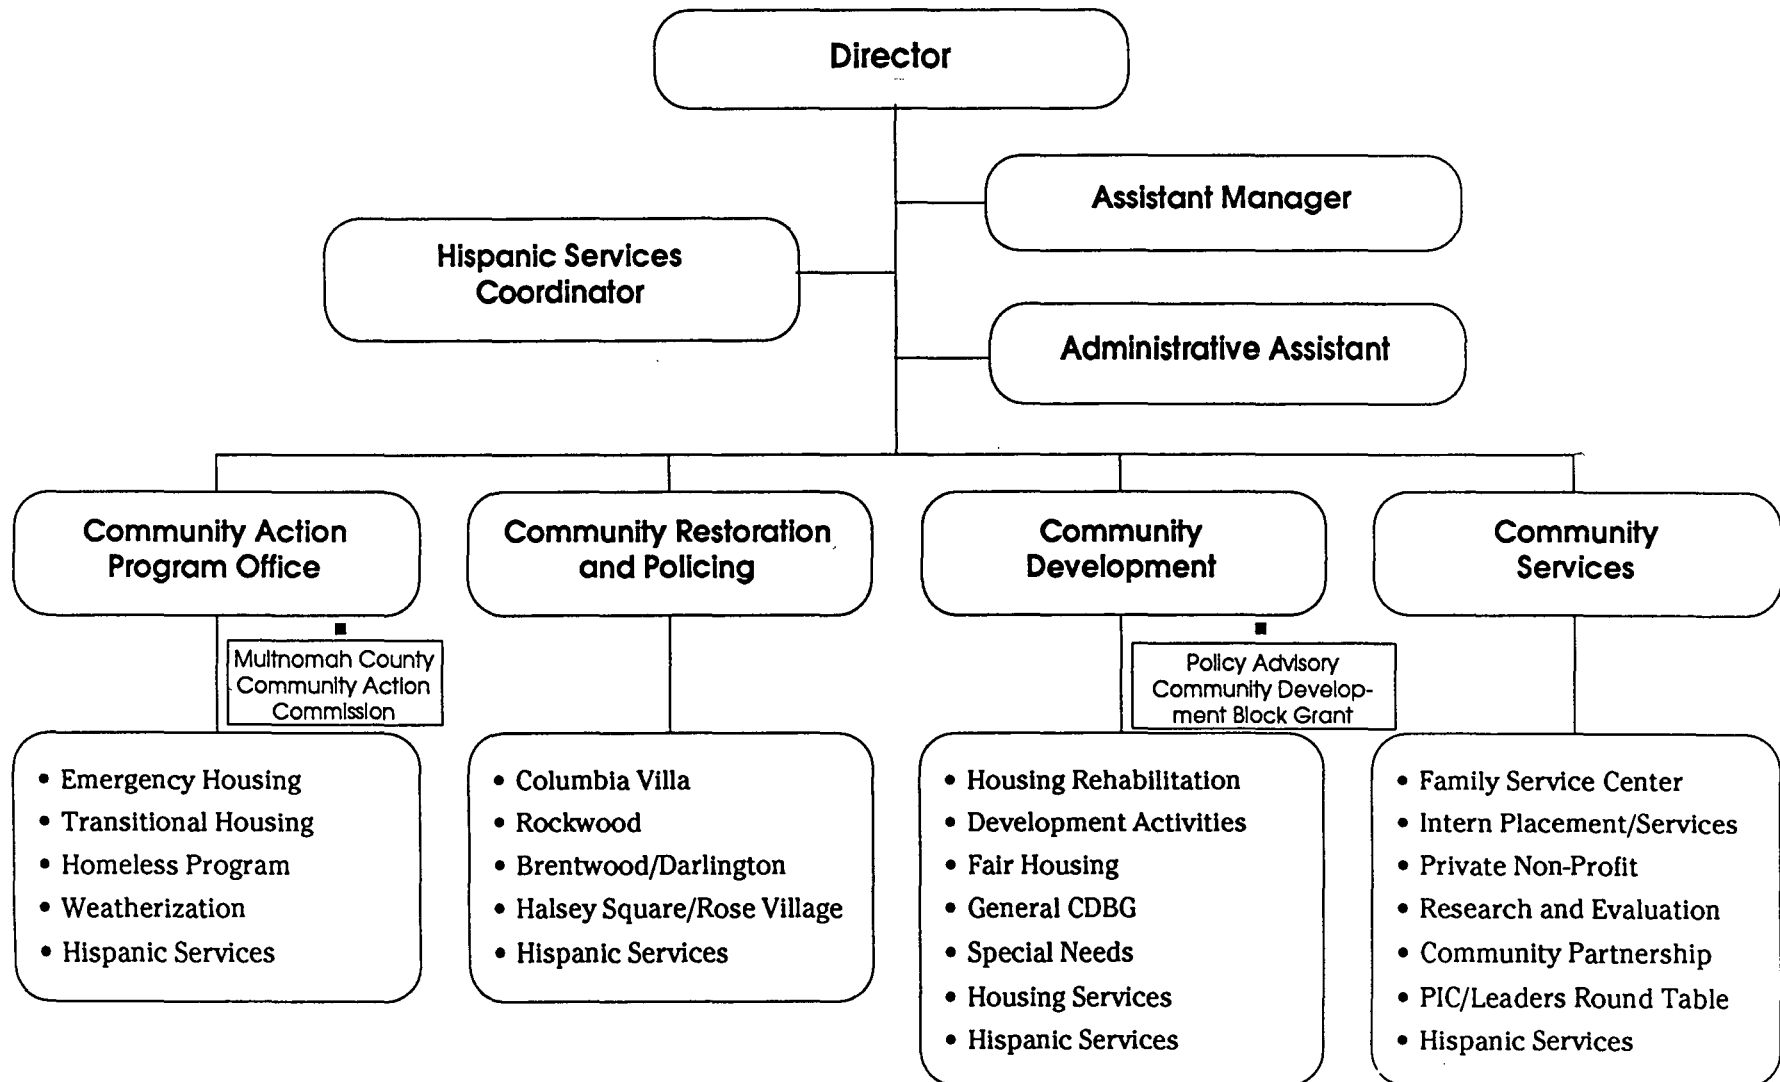 Director
Assistant Manager
Hispanic Services
Coordinator
Administrative Assistant
Community Action
Program Office
Community Restoration
and Policing
Community
Development
Community
Services
Multnomah County
Community Action
Commission
Policy Advisory
Community Develop-
ment Block Grant
• Emergency Housing
• Transitional Housing
• Homeless Program
• Weatherization
• Hispanic Services
• Columbia Villa
• Rockwood
• Brentwood/Darlington
• Halsey Square/Rose Village
• Hispanic Services
• Housing Rehabilitation
• Development Activities
• Fair Housing
• General CDBG
• Special Needs
• Housing Services
• Hispanic Services
• Family Service Center
• Intern Placement/Services
• Private Non-Profit
• Research and Evaluation
• Community Partnership
• PIC/Leaders Round Table
• Hispanic Services